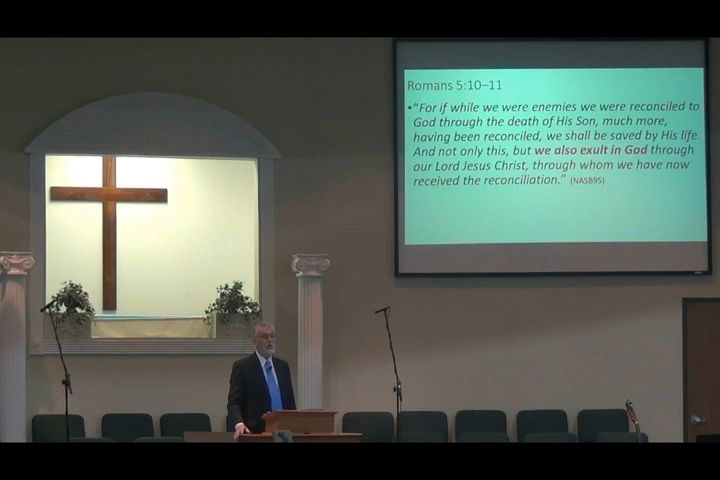 Romans 5:10–11
•“For if while we were enemies we were reconciled to
God through the death of His Son, much more,
having been reconciled, we shall be saved by His life.
And not only this, but we also exult in God through
our Lord Jesus Christ, through whom we have now
received the reconciliation.” (NASB95)